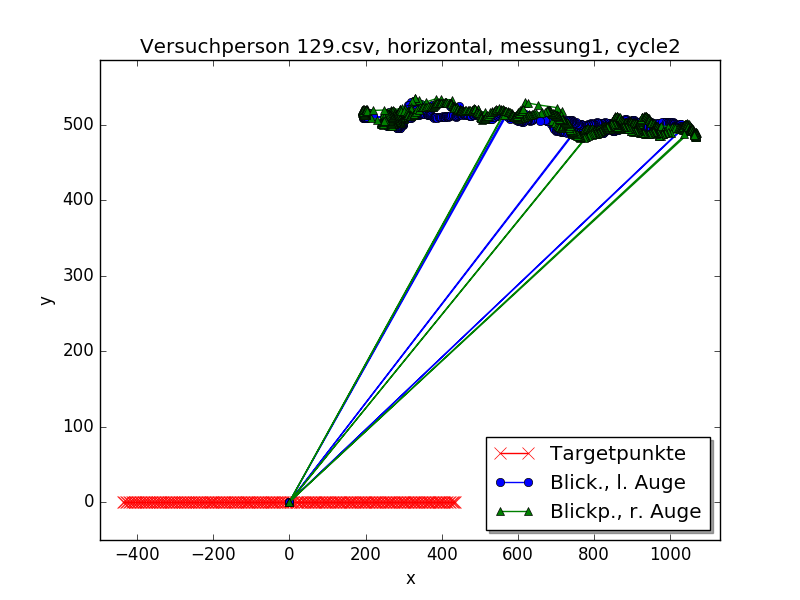 Versuchperson 129.csv, horizontal, messung1, cycle2
y
500
400
300
200
100
0
−400
−200
0
200
400
600
800
1000
x
Targetpunkte
Blick., l. Auge
Blickp., r. Auge